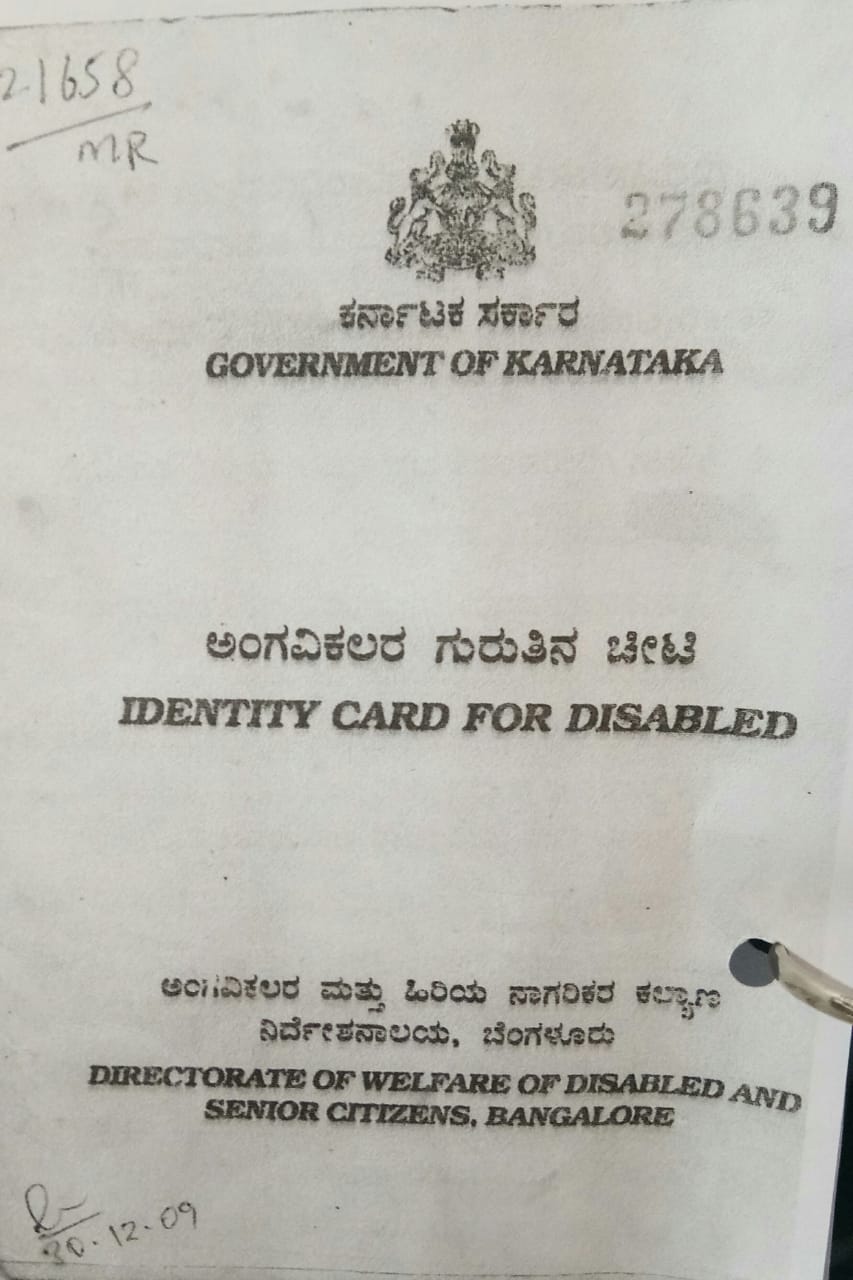 21658
MR
278639
ಕರ್ನಾಟಕ ಸರ್ಕಾರ
GOVERNMENT OF KARNATAKA
ಅಂಗವಿಕಲರ ಗುರುತಿನ ಚೀಟಿ
IDENTITY CARD FOR DISABLED
ಅಂಗವಿಕಲರ ಮತ್ತು ಹಿರಿಯ ನಾಗರಿಕರ ಕಲ್ಯಾಣ
ನಿರ್ದೇಶನಾಲಯ, ಬೆಂಗಳೂರು
DIRECTORATE OF WELFARE OF DISABLED AND
SENIOR CITIZENS, BANGALORE
30.12.09